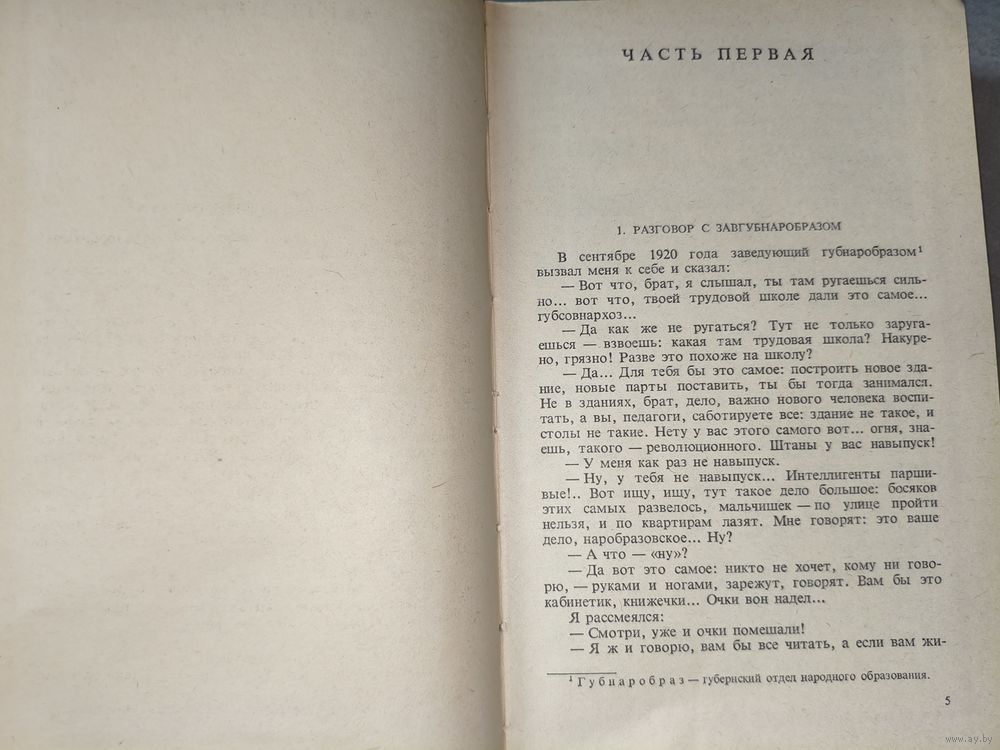 ЧАСТЬ ПЕРВАЯ
1. РАЗГОВОР С ЗАВГУБНАРОБРАЗОМ
В сентябре 1920 года заведующий губнаробразом¹
вызвал меня к себе и сказал:
— Вот что, брат, я слышал, ты там ругаешься силь-
но... вот что, твоей трудовой школе дали это самое...
губсовнархоз...
— Да как же не ругаться? Тут не только заруга-
ешься — взвоешь: какая там трудовая школа? Накуре-
но, грязно! Разве это похоже на школу?
— Да... Для тебя бы это самое: построить новое зда-
ние, новые парты поставить, ты бы тогда занимался.
Не в зданиях, брат, дело, важно нового человека воспи-
тать, а вы, педагоги, саботируете все: здание не такое, и
столы не такие. Нету у вас этого самого вот... огня, зна-
ешь, такого — революционного. Штаны у вас навыпуск!
— У меня как раз не навыпуск.
— Ну, у тебя не навыпуск... Интеллигенты парши-
вые!.. Вот ищу, ищу, тут такое дело большое: босяков
этих самых развелось, мальчишек — по улице пройти
нельзя, и по квартирам лазят. Мне говорят: это ваше
дело, наробразовское... Ну?
— А что — «ну»?
— Да вот это самое: никто не хочет, кому ни гово-
рю, — руками и ногами, зарежут, говорят. Вам бы это
кабинетик, книжечки... Очки вон надел...
Я рассмеялся:
— Смотри, уже и очки помешали!
— Я ж и говорю, вам бы все читать, а если вам жи-
¹ Губнаробраз — губернский отдел народного образования.
5
www.ay.by